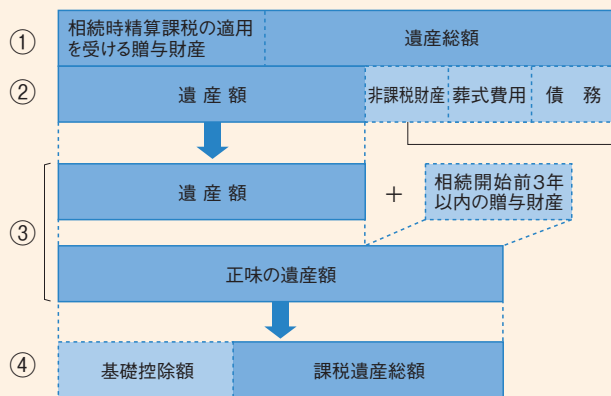 ①
相続時精算課税の適用
を受ける贈与財産
遺産総額
②
遺産額
非課税財産
葬式費用
債務
③
遺産額
+
相続開始前3年
以内の贈与財産
正味の遺産額
④
基礎控除額
課税遺産総額